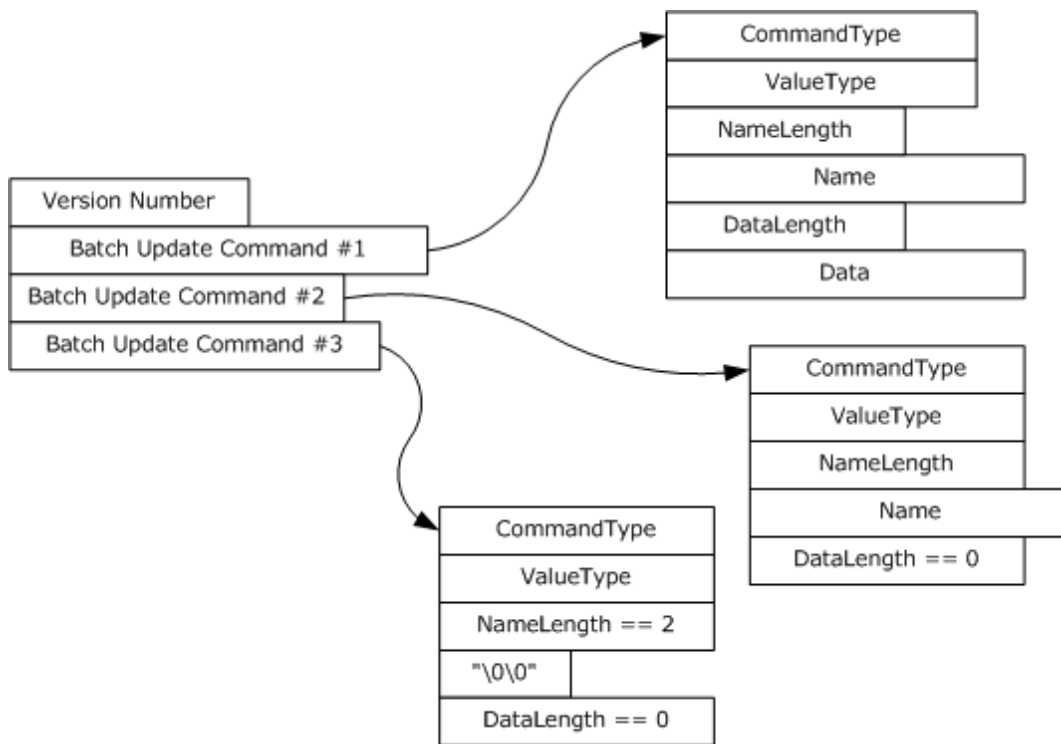 Version Number
Batch Update Command #1
Batch Update Command #2
Batch Update Command #3
CommandType
ValueType
NameLength
Name
DataLength
Data
CommandType
ValueType
NameLength
Name
DataLength == 0
CommandType
ValueType
NameLength == 2
"\0\0"
DataLength == 0